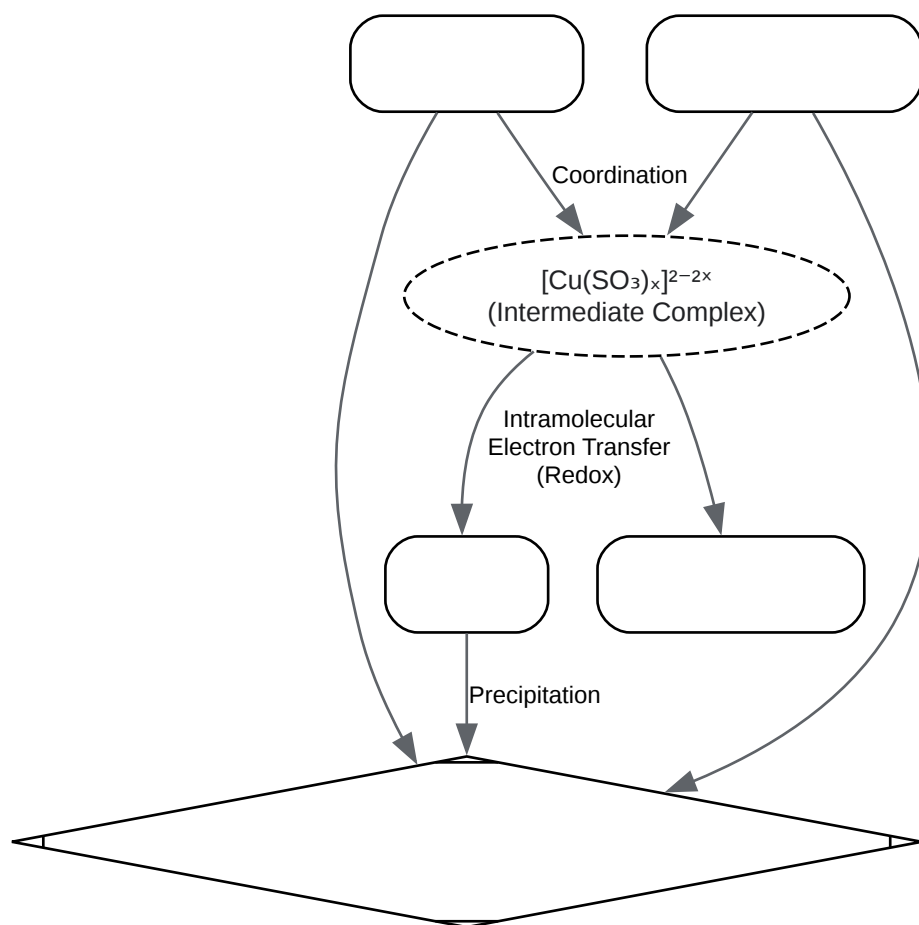 Coordination
[Cu(SO₃)ₓ]²⁻²ˣ
(Intermediate Complex)
Intramolecular
Electron Transfer
(Redox)
Precipitation